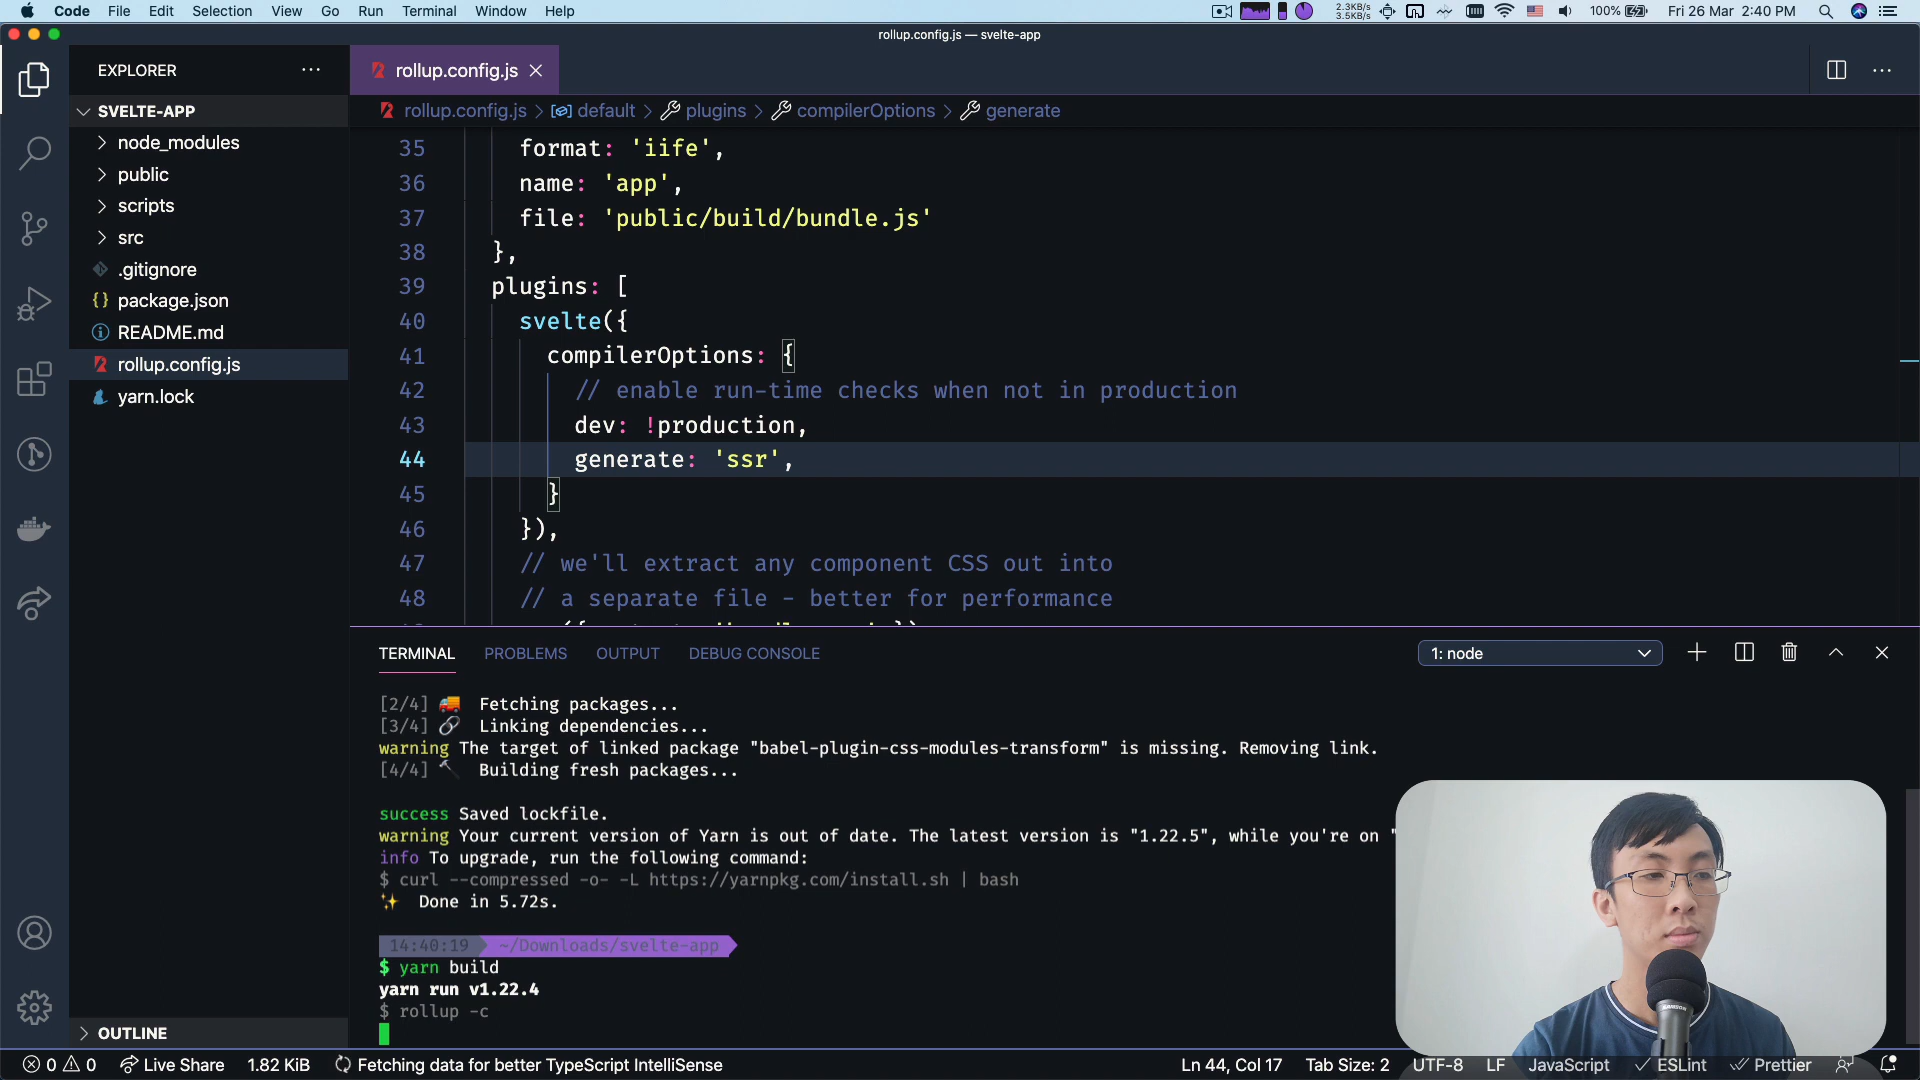 Code File Edit Selection View Go Run Terminal Window Help
2.3KB/s
3.5KB/s
100% Fri 26 Mar 2:40 PM
rollup.config.js — svelte-app
EXPLORER
SVELTE-APP
node_modules
public
scripts
src
.gitignore
package.json
README.md
rollup.config.js
yarn.lock
OUTLINE
rollup.config.js
rollup.config.js > default > plugins > compilerOptions > generate
35 format: 'iife',
36 name: 'app',
37 file: 'public/build/bundle.js'
38 },
39 plugins: [
40 svelte({
41 compilerOptions: {
42 // enable run-time checks when not in production
43 dev: !production,
44 generate: 'ssr',
45 }
46 }),
47 // we'll extract any component CSS out into
48 // a separate file - better for performance
TERMINAL PROBLEMS OUTPUT DEBUG CONSOLE
1: node
[2/4] 🚚 Fetching packages...
[3/4] 🔗 Linking dependencies...
warning The target of linked package "babel-plugin-css-modules-transform" is missing. Removing link.
[4/4] 🔨 Building fresh packages...
success Saved lockfile.
warning Your current version of Yarn is out of date. The latest version is "1.22.5", while you're on "
info To upgrade, run the following command:
$ curl --compressed -o- -L https://yarnpkg.com/install.sh | bash
✨ Done in 5.72s.
14:40:19 ~/Downloads/svelte-app
$ yarn build
yarn run v1.22.4
$ rollup -c
SAMSON
0 0 Live Share 1.82 KiB Fetching data for better TypeScript IntelliSense
Ln 44, Col 17 Tab Size: 2 UTF-8 LF JavaScript ESLint Prettier